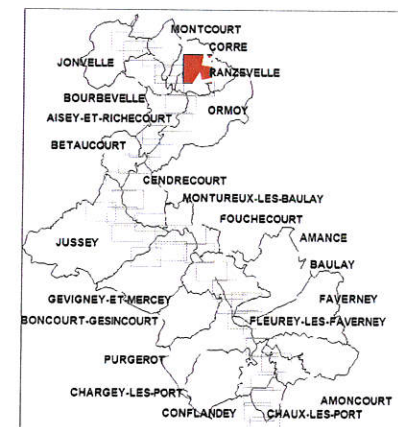 MONTCOURT
CORRE
JONVELLE
RANZEVELLE
BOURBEVELLE
ORMOY
AISEY-ET-RICHECOURT
BETAUCOURT
CENDRECOURT
MONTUREUX-LES-BAULAY
FOUCHECOURT
JUSSEY
AMANCE
BAULAY
GEVIGNEY-ET-MERCEY
FAVERNEY
BONCOURT-GESINCOURT
FLEUREY-LES-FAVERNEY
PURGEROT
CHARGEY-LES-PORT
AMONCOURT
CONFLANDEY
CHAUX-LES-PORT